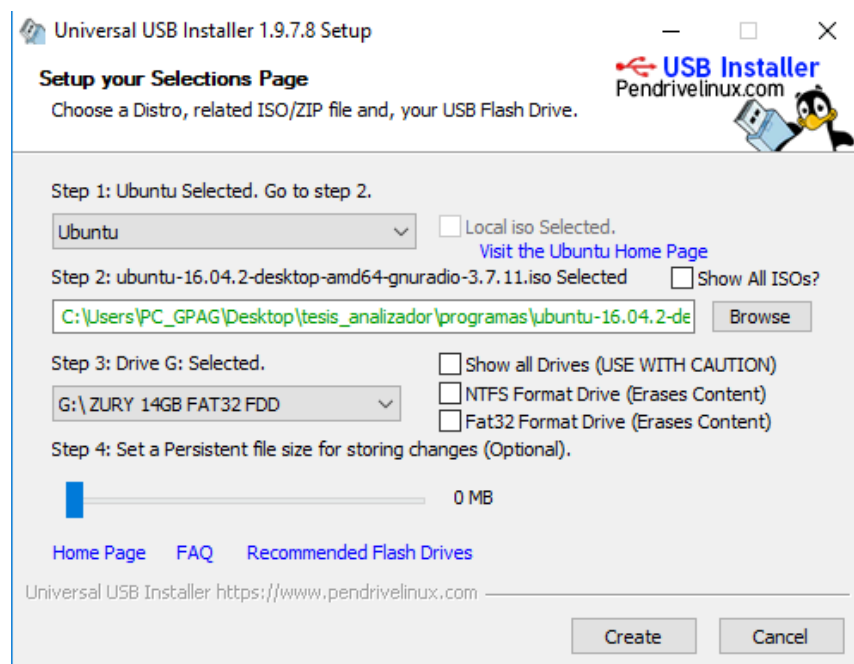 Universal USB Installer 1.9.7.8 Setup
Setup your Selections Page
Choose a Distro, related ISO/ZIP file and, your USB Flash Drive.
USB Installer
Pendrivelinux.com
Step 1: Ubuntu Selected. Go to step 2.
Ubuntu
Local iso Selected.
Visit the Ubuntu Home Page
Step 2: ubuntu-16.04.2-desktop-amd64-gnuradio-3.7.11.iso Selected
Show All ISOs?
C:\Users\PC_GPAG\Desktop\tesis_analizador\programas\ubuntu-16.04.2-de
Browse
Step 3: Drive G: Selected.
Show all Drives (USE WITH CAUTION)
G:\ ZURY 14GB FAT32 FDD
NTFS Format Drive (Erases Content)
Fat32 Format Drive (Erases Content)
Step 4: Set a Persistent file size for storing changes (Optional).
0 MB
Home Page FAQ Recommended Flash Drives
Universal USB Installer https://www.pendrivelinux.com
Create Cancel